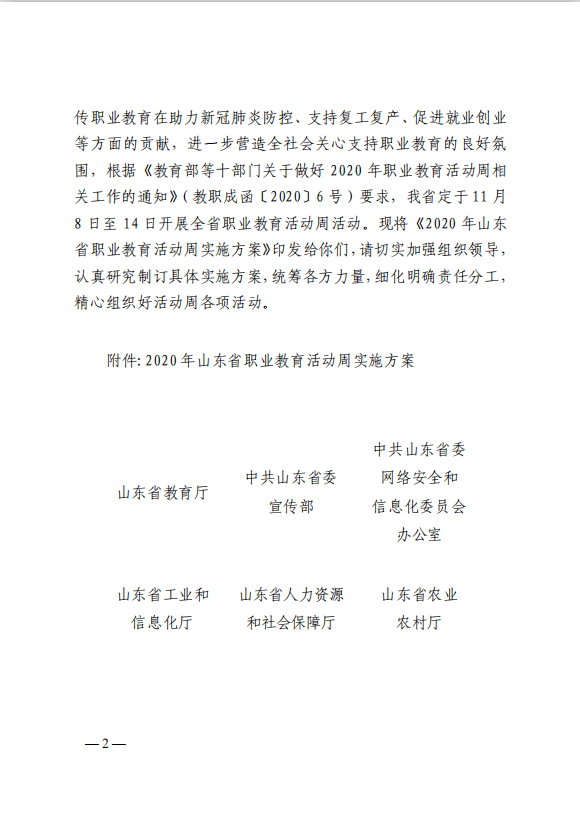 传职业教育在助力新冠肺炎防控、支持复工复产、促进就业创业
等方面的贡献，进一步营造全社会关心支持职业教育的良好氛
围，根据《教育部等十部门关于做好 2020 年职业教育活动周相
关工作的通知》（教职成函〔2020〕6 号）要求，我省定于 11 月
8 日至 14 日开展全省职业教育活动周活动。现将《2020 年山东
省职业教育活动周实施方案》印发给你们，请切实加强组织领导，
认真研究制订具体实施方案，统筹各方力量，细化明确责任分工，
精心组织好活动周各项活动。
附件：2020 年山东省职业教育活动周实施方案
山东省教育厅
中共山东省委
宣传部
中共山东省委
网络安全和
信息化委员会
办公室
山东省工业和
信息化厅
山东省人力资源
和社会保障厅
山东省农业
农村厅
— 2 —